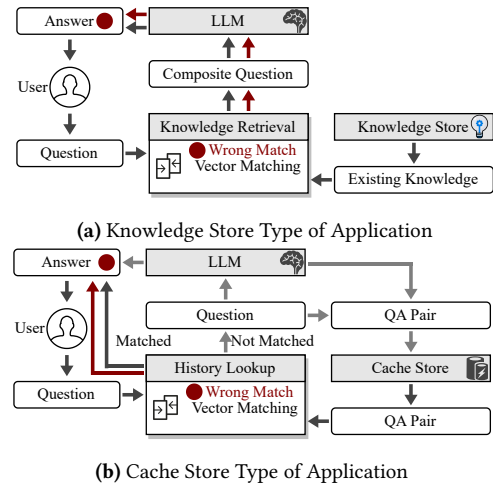 Answer
LLM
User
Composite Question
Knowledge Retrieval
Knowledge Store
Question
Wrong Match
Vector Matching
Existing Knowledge
(a) Knowledge Store Type of Application
Answer
LLM
Question
QA Pair
User
Matched
Not Matched
History Lookup
Cache Store
Question
Wrong Match
Vector Matching
QA Pair
(b) Cache Store Type of Application